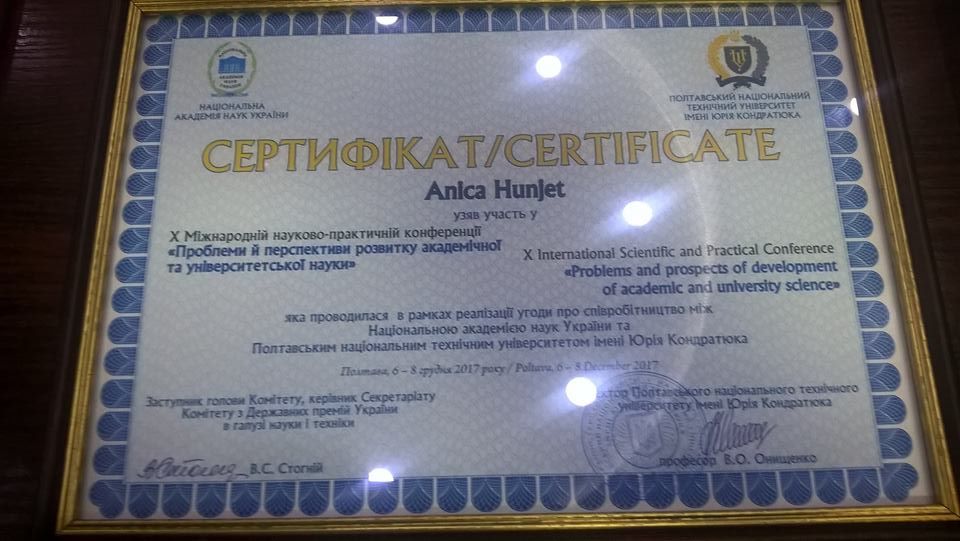 НАЦІОНАЛЬНА
АКАДЕМІЯ НАУК УКРАЇНИ
ПОЛТАВСЬКИЙ НАЦІОНАЛЬНИЙ
ТЕХНІЧНИЙ УНІВЕРСИТЕТ
ІМЕНІ ЮРІЯ КОНДРАТЮКА
СЕРТИФІКАТ/CERTIFICATE
Anica Hunjet
узяв участь у
X Міжнародній науково-практичній конференції
«Проблеми й перспективи розвитку академічної
та університетської науки»
X International Scientific and Practical Conference
«Problems and prospects of development
of academic and university science»
яка проводилася в рамках реалізації угоди про співробітництво між
Національною академією наук України та
Полтавським національним технічним університетом імені Юрія Кондратюка
Полтава, 6 – 8 грудня 2017 року / Poltava, 6 – 8 December 2017
Заступник голови Комітету, керівник Секретаріату
Комітету з Державних премій України
в галузі науки і техніки
В.С. Стогній
Полтавського національного технічного
університету імені Юрія Кондратюка
професор В.О. Онищенко